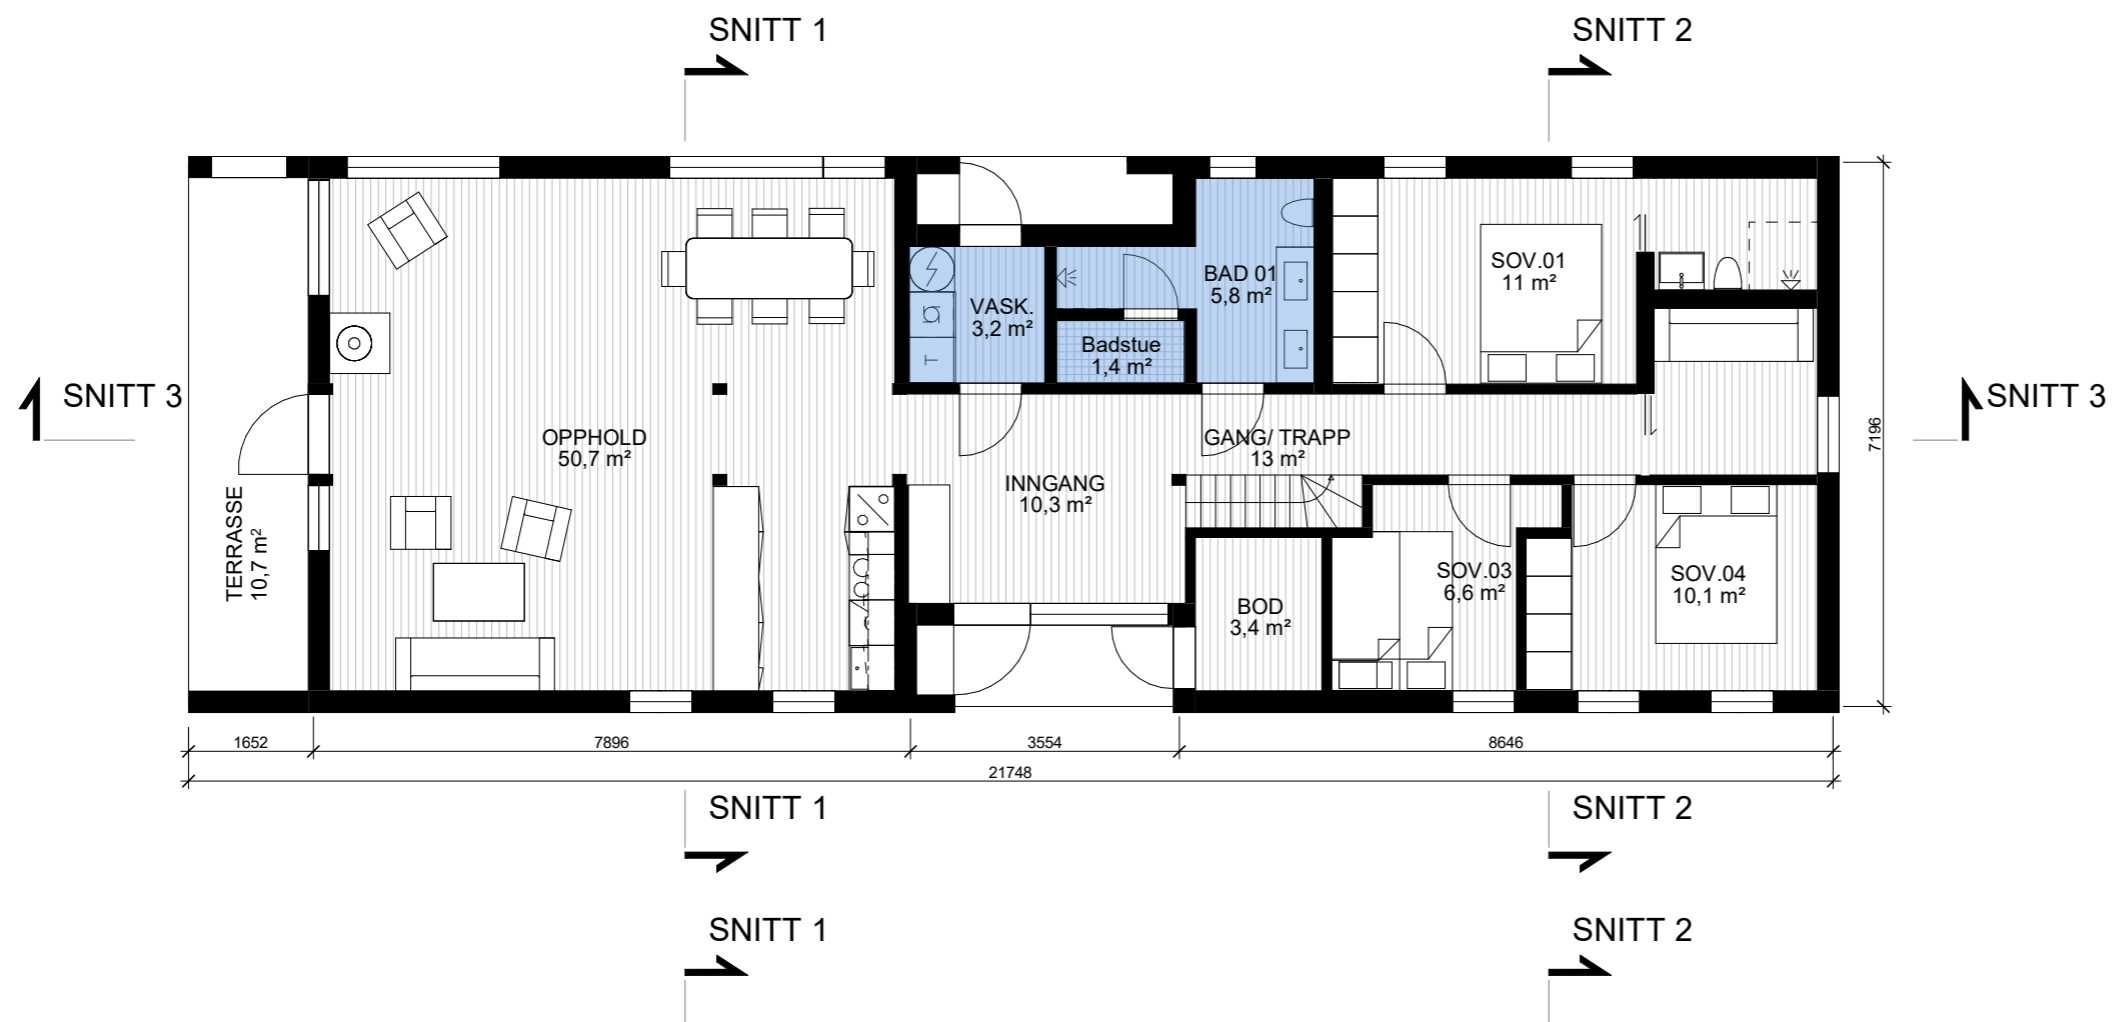 SNITT 1
SNITT 2
VASK.
3,2 m²
BAD 01
5,8 m²
Badstue
1,4 m²
SOV.01
11 m²
SNITT 3
SNITT 3
OPPHOLD
50,7 m²
GANG/ TRAPP
13 m²
7196
INNGANG
10,3 m²
TERRASSE
10,7 m²
BOD
3,4 m²
SOV.03
6,6 m²
SOV.04
10,1 m²
1652
7896
3554
8646
21748
SNITT 1
SNITT 2
SNITT 1
SNITT 2